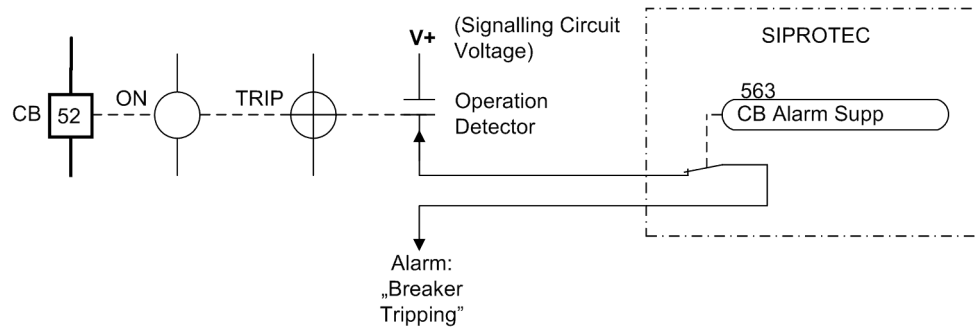 V+
(Signalling Circuit
Voltage)
SIPROTEC
CB
52
ON
TRIP
Operation
Detector
563
CB Alarm Supp
Alarm:
„Breaker
Tripping”